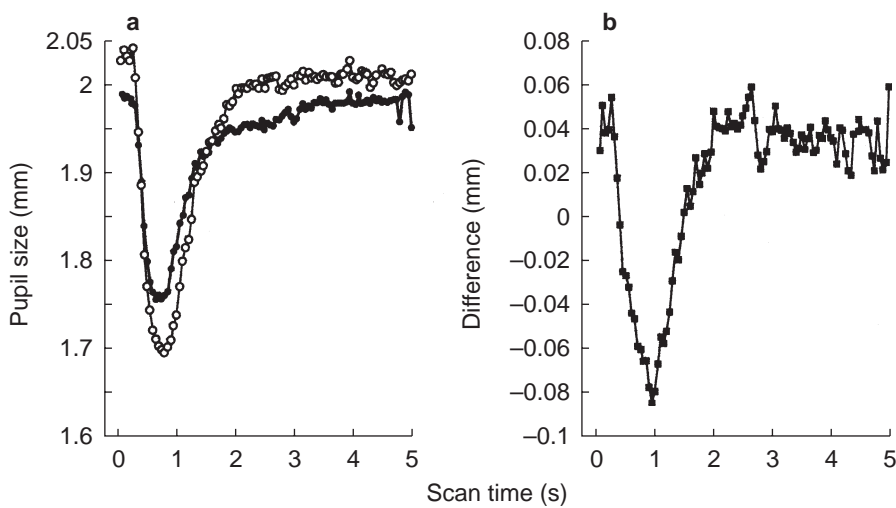 a
2.05
2
1.9
1.8
1.7
1.6
Pupil size (mm)
0 1 2 3 4 5
b
0.08
0.06
0.04
0.02
0
–0.02
–0.04
–0.06
–0.08
–0.1
Difference (mm)
0 1 2 3 4 5
Scan time (s)